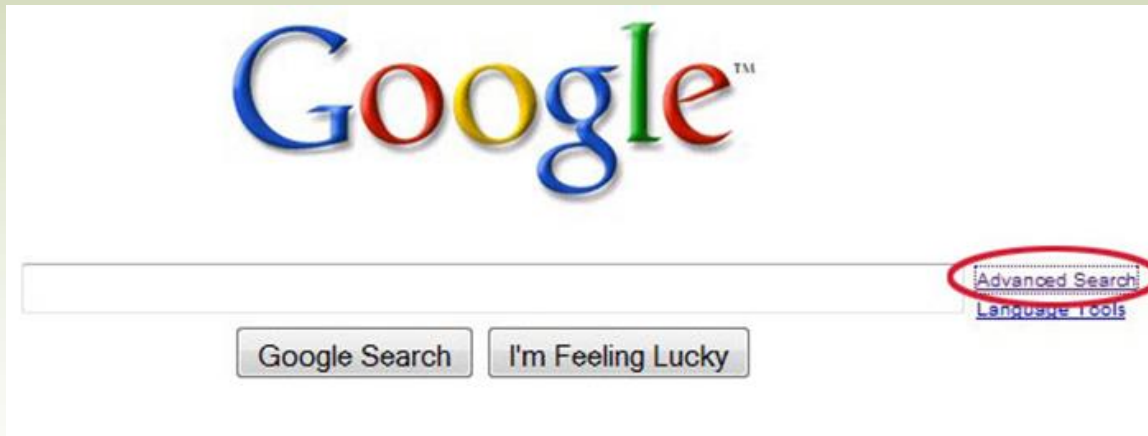 Google™
Advanced Search
Language Tools
Google Search
I'm Feeling Lucky